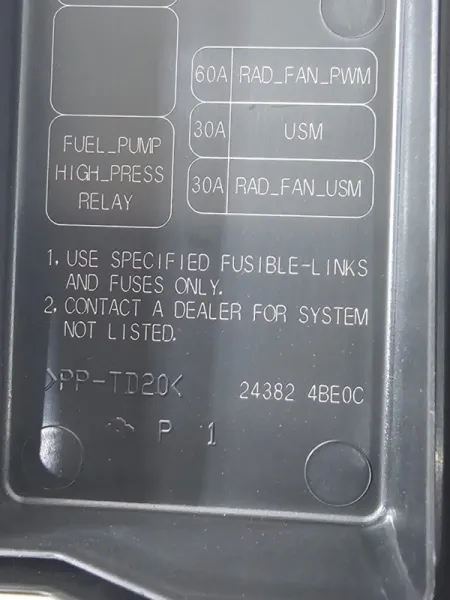 60A RAD_FAN_PWM
30A USM
30A RAD_FAN_USM
FUEL_PUMP
HIGH_PRESS
RELAY
1. USE SPECIFIED FUSIBLE-LINKS
AND FUSES ONLY.
2. CONTACT A DEALER FOR SYSTEM
NOT LISTED.
>PP-TD20<
24382 4BE0C
P 1